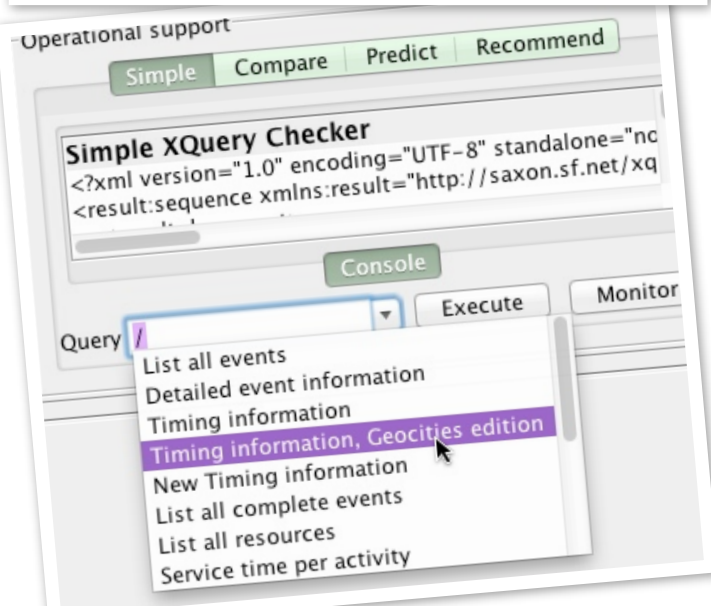 Operational support
Simple Compare Predict Recommend
Simple XQuery Checker
<?xml version="1.0" encoding="UTF-8" standalone="no
<result:sequence xmlns:result="http://saxon.sf.net/xq
Console
Query / Execute Monitor
List all events
Detailed event information
Timing information
Timing information, Geocities edition
New Timing information
List all complete events
List all resources
Service time per activity